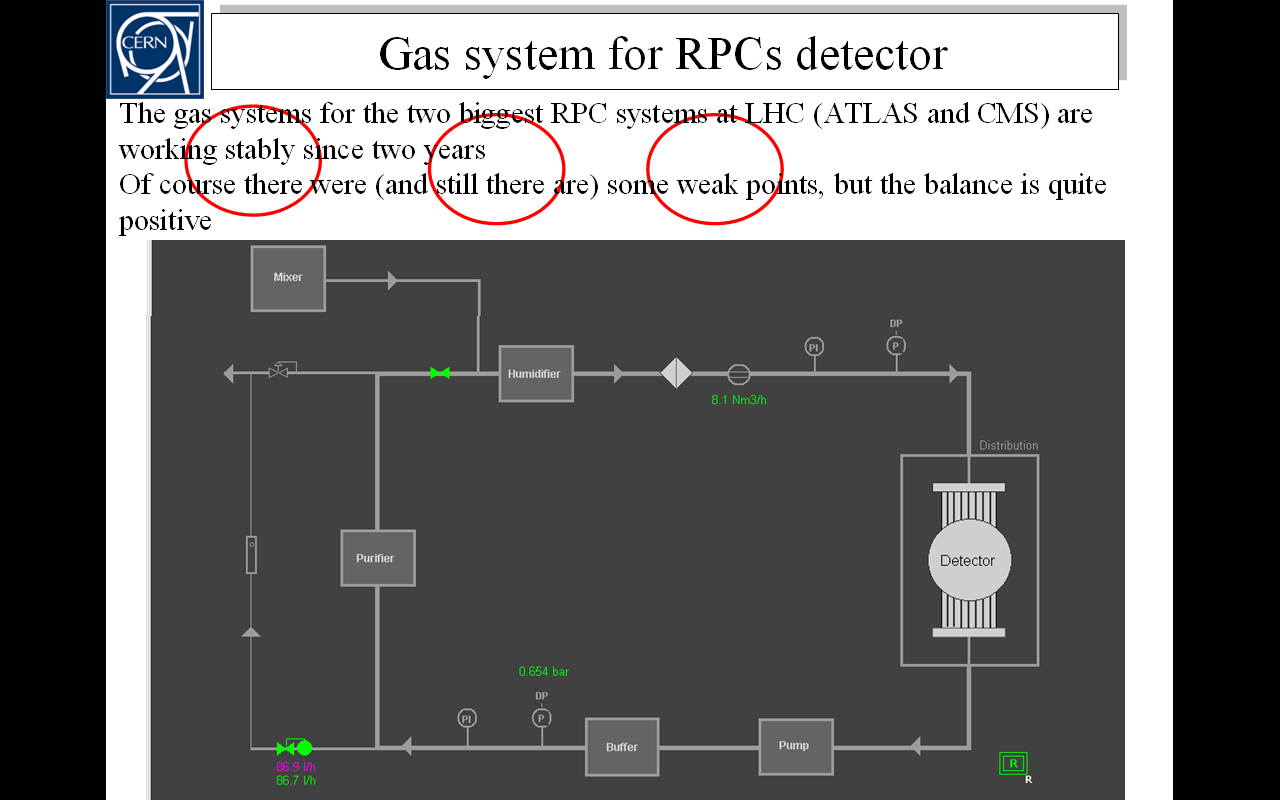 CERN
Gas system for RPCs detector
The gas systems for the two biggest RPC systems at LHC (ATLAS and CMS) are
working stably since two years
Of course there were (and still there are) some weak points, but the balance is quite
positive
Mixer
DP
PI
P
Humidifier
8.1 Nm3/h
Distribution
Purifier
Detector
0.654 bar
DP
PI
P
Buffer
Pump
86.9 l/h
86.7 l/h
R
R